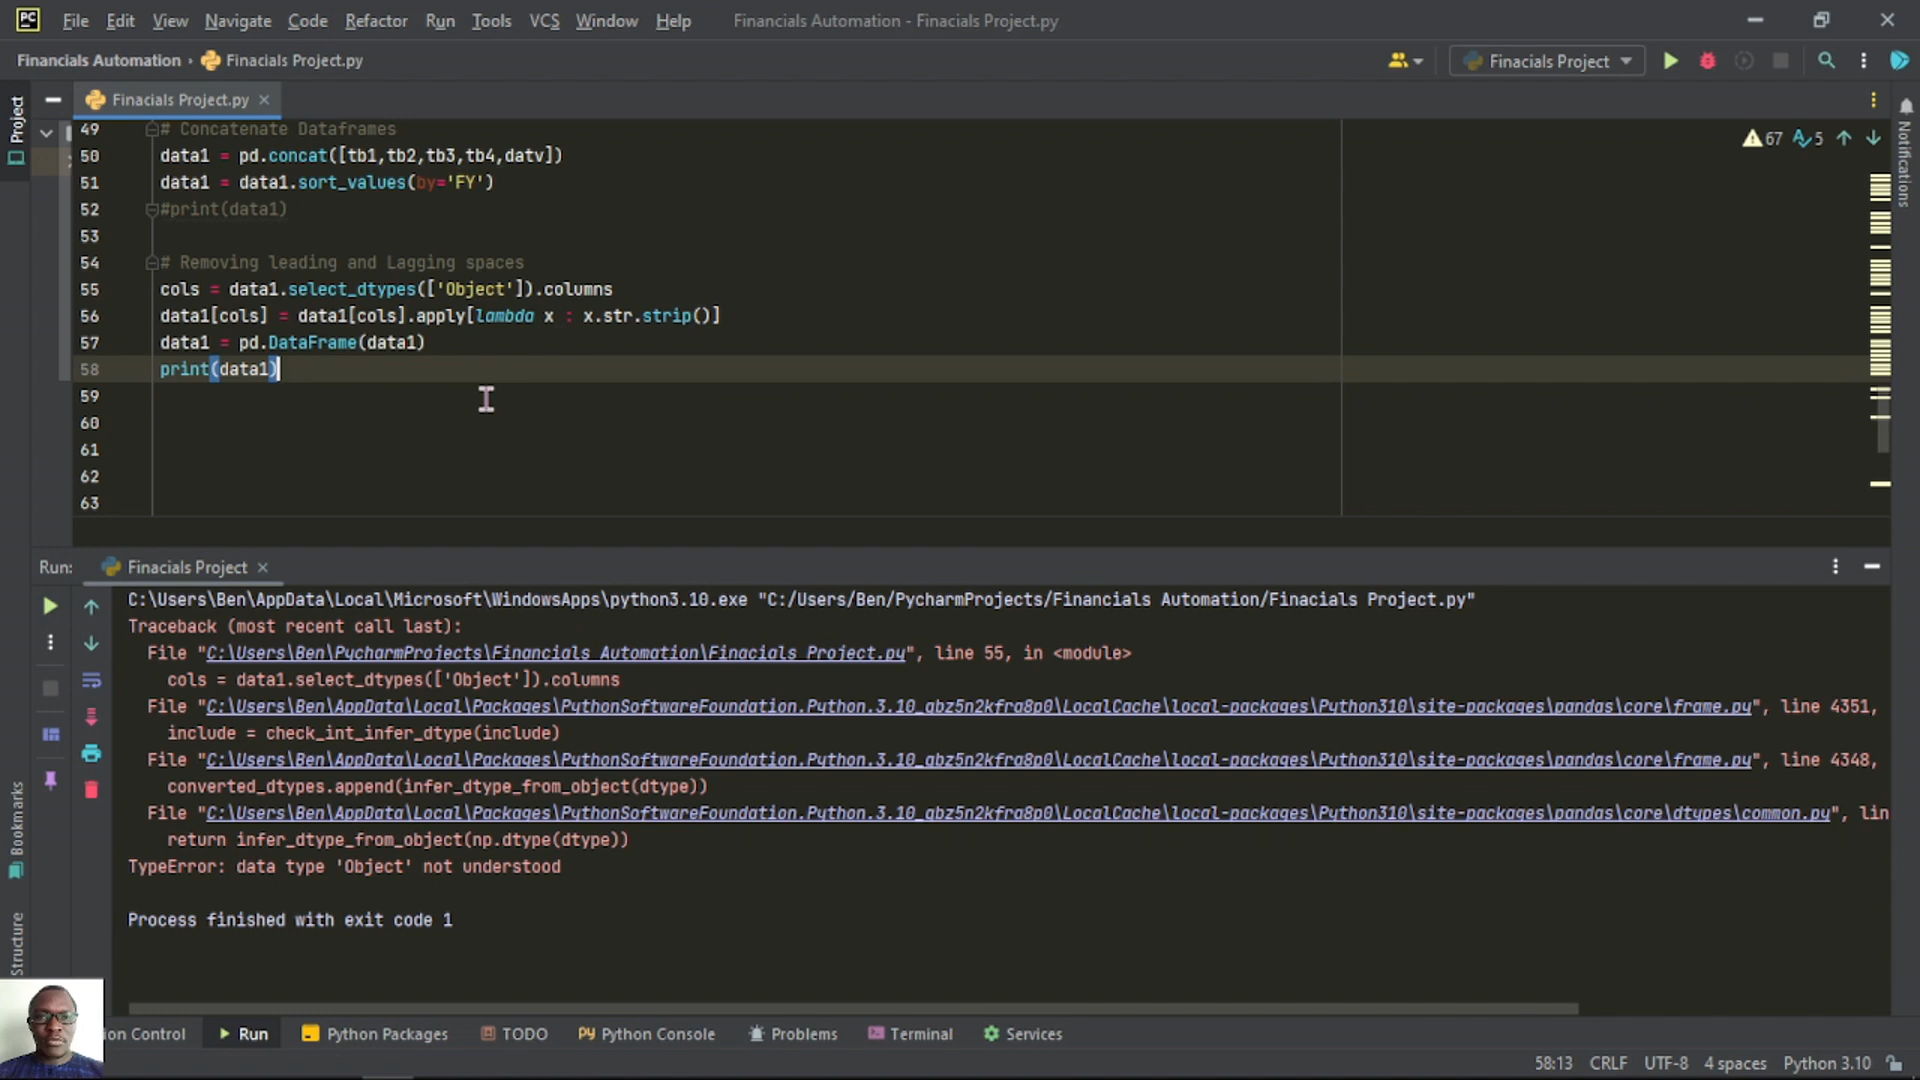 PC File Edit View Navigate Code Refactor Run Tools VCS Window Help Financials Automation - Finacials Project.py
Financials Automation › Finacials Project.py Finacials Project
Project
Finacials Project.py
Notifications
67 5
49 # Concatenate Dataframes
50 data1 = pd.concat([tb1,tb2,tb3,tb4,datv])
51 data1 = data1.sort_values(by='FY')
52 #print(data1)
53
54 # Removing leading and Lagging spaces
55 cols = data1.select_dtypes(['Object']).columns
56 data1[cols] = data1[cols].apply[lambda x : x.str.strip()]
57 data1 = pd.DataFrame(data1)
58 print(data1)
59
60
61
62
63
Run: Finacials Project
C:\Users\Ben\AppData\Local\Microsoft\WindowsApps\python3.10.exe "C:/Users/Ben/PycharmProjects/Financials Automation/Finacials Project.py"
Traceback (most recent call last):
File "C:\Users\Ben\PycharmProjects\Financials Automation\Finacials Project.py", line 55, in <module>
cols = data1.select_dtypes(['Object']).columns
File "C:\Users\Ben\AppData\Local\Packages\PythonSoftwareFoundation.Python.3.10_qbz5n2kfra8p0\LocalCache\local-packages\Python310\site-packages\pandas\core\frame.py", line 4351,
include = check_int_infer_dtype(include)
File "C:\Users\Ben\AppData\Local\Packages\PythonSoftwareFoundation.Python.3.10_qbz5n2kfra8p0\LocalCache\local-packages\Python310\site-packages\pandas\core\frame.py", line 4348,
converted_dtypes.append(infer_dtype_from_object(dtype))
File "C:\Users\Ben\AppData\Local\Packages\PythonSoftwareFoundation.Python.3.10_qbz5n2kfra8p0\LocalCache\local-packages\Python310\site-packages\pandas\core\dtypes\common.py", lin
return infer_dtype_from_object(np.dtype(dtype))
TypeError: data type 'Object' not understood
Process finished with exit code 1
Bookmarks
Structure
on Control Run Python Packages TODO Python Console Problems Terminal Services
58:13 CRLF UTF-8 4 spaces Python 3.10